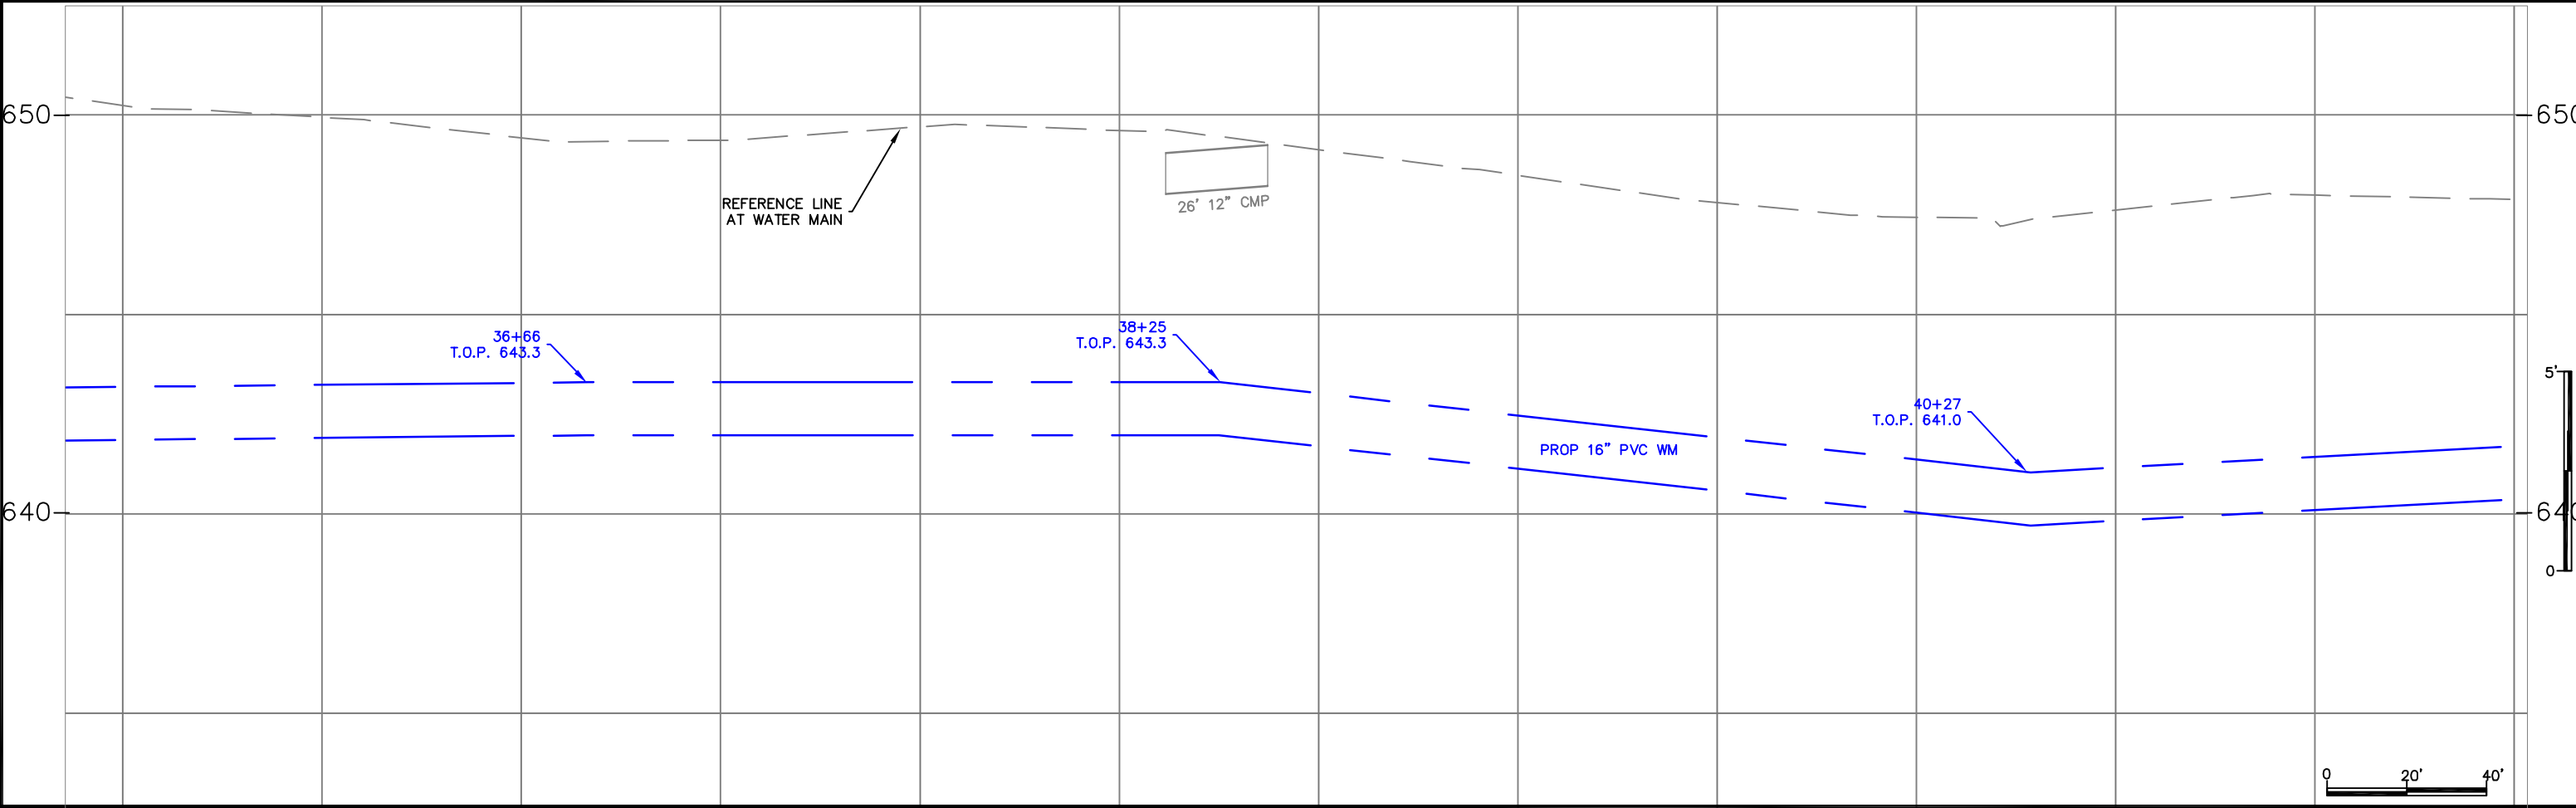 650
650
REFERENCE LINE
AT WATER MAIN
26' 12" CMP
36+66
T.O.P. 643.3
38+25
T.O.P. 643.3
40+27
T.O.P. 641.0
PROP 16" PVC WM
5'
0
640
640
0 20' 40'